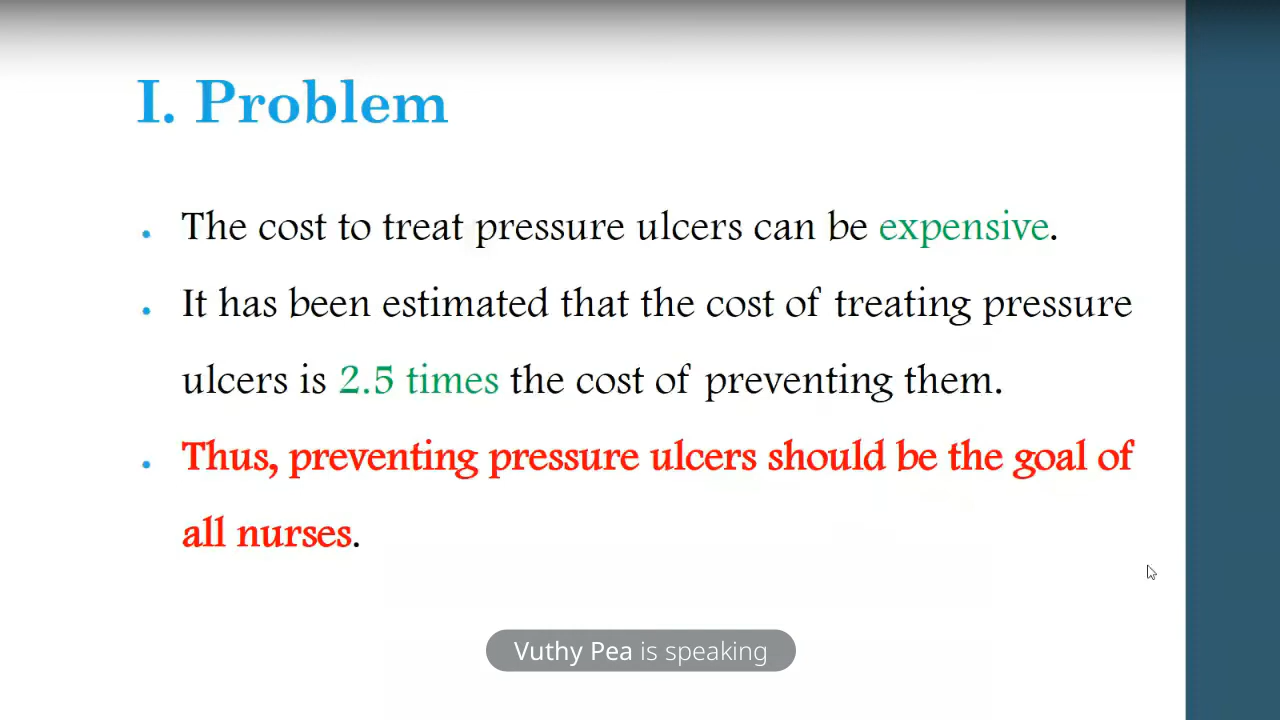 I. Problem
• The cost to treat pressure ulcers can be expensive.
• It has been estimated that the cost of treating pressure
ulcers is 2.5 times the cost of preventing them.
• Thus, preventing pressure ulcers should be the goal of
all nurses.
Vuthy Pea is speaking